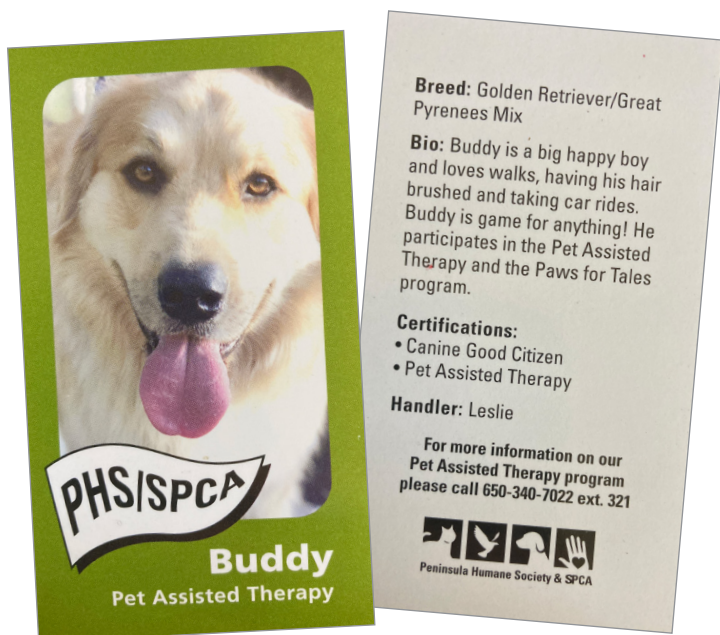 PHS/SPCA
Buddy
Pet Assisted Therapy
Breed: Golden Retriever/Great
Pyrenees Mix
Bio: Buddy is a big happy boy
and loves walks, having his hair
brushed and taking car rides.
Buddy is game for anything! He
participates in the Pet Assisted
Therapy and the Paws for Tales
program.
Certifications:
• Canine Good Citizen
• Pet Assisted Therapy
Handler: Leslie
For more information on our
Pet Assisted Therapy program
please call 650-340-7022 ext. 321
Peninsula Humane Society & SPCA